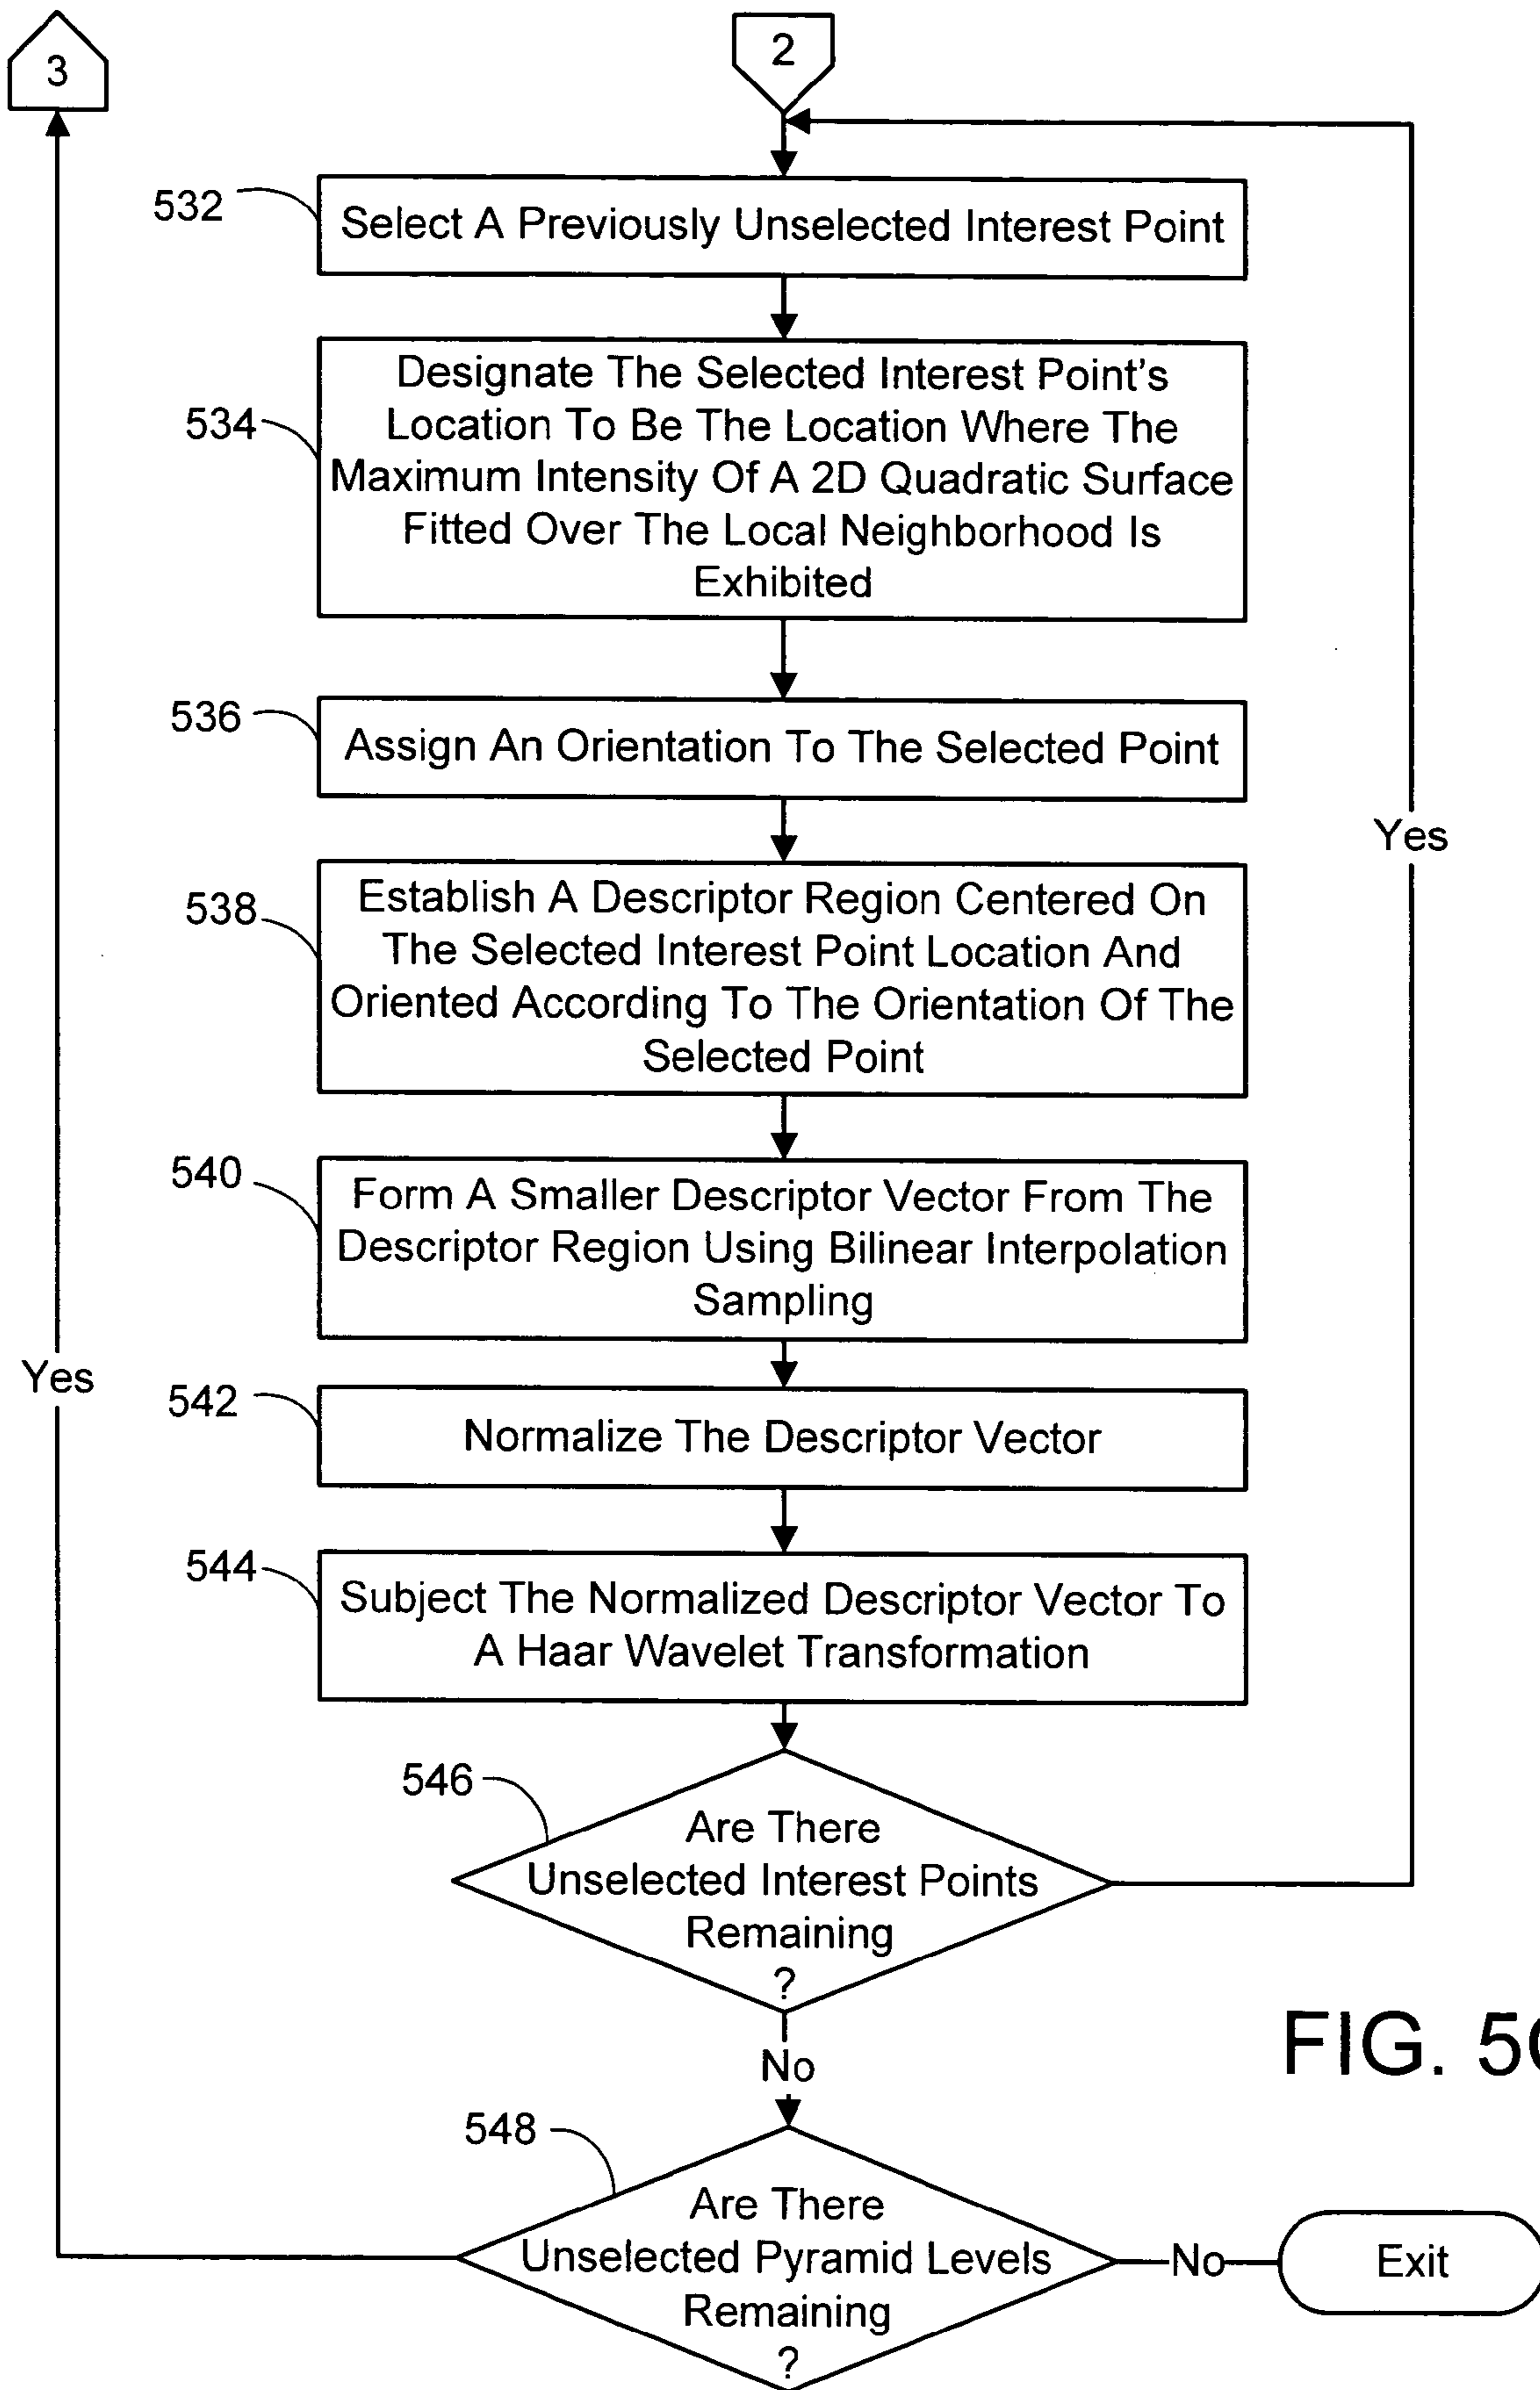 3
2
532
Select A Previously Unselected Interest Point
534
Designate The Selected Interest Point's
Location To Be The Location Where The
Maximum Intensity Of A 2D Quadratic Surface
Fitted Over The Local Neighborhood Is
Exhibited
536
Assign An Orientation To The Selected Point
Yes
538
Establish A Descriptor Region Centered On
The Selected Interest Point Location And
Oriented According To The Orientation Of The
Selected Point
540
Form A Smaller Descriptor Vector From The
Descriptor Region Using Bilinear Interpolation
Sampling
Yes
542
Normalize The Descriptor Vector
544
Subject The Normalized Descriptor Vector To
A Haar Wavelet Transformation
546
Are There
Unselected Interest Points
Remaining
?
No
FIG.
548
Are There
Unselected Pyramid Levels
Remaining
?
No
Exit